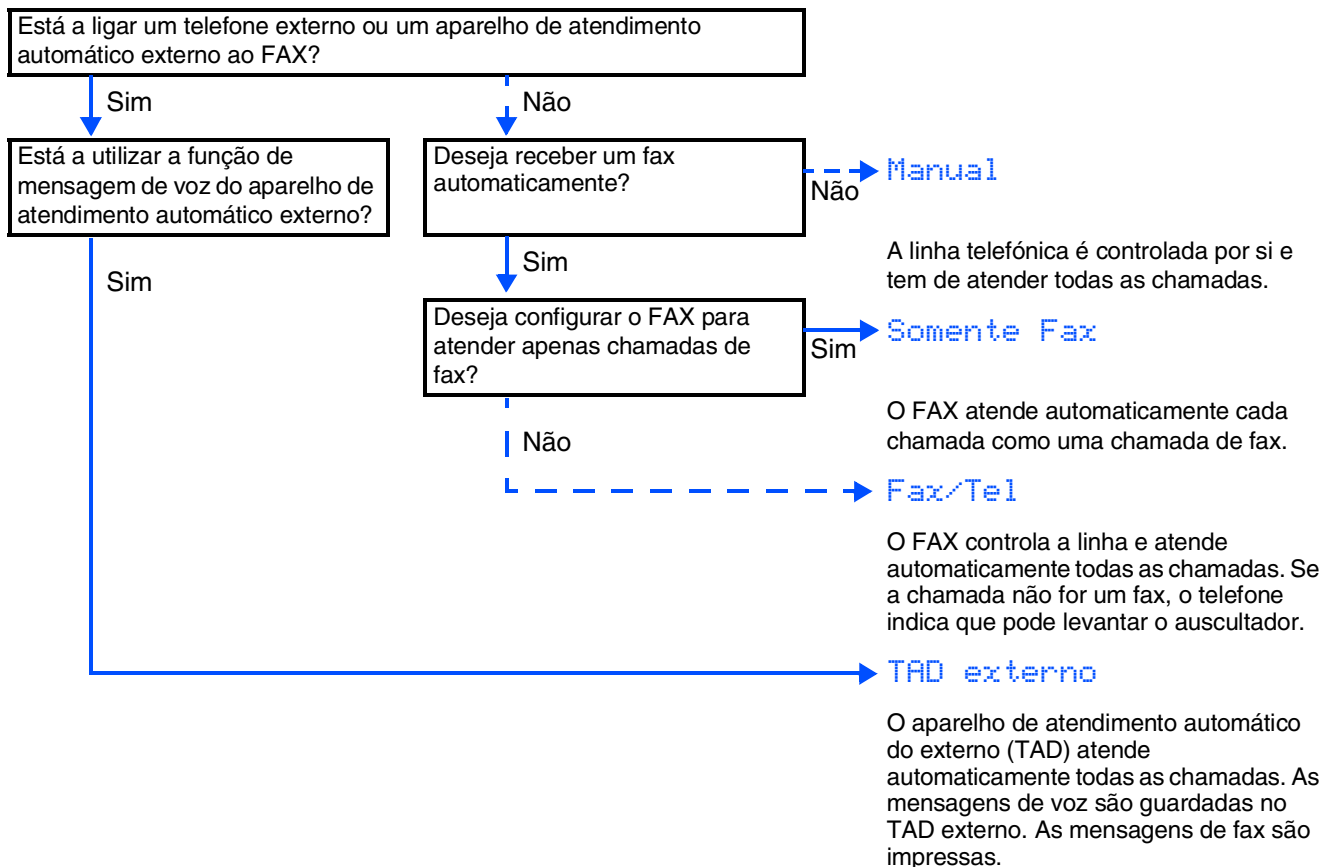 Está a ligar um telefone externo ou um aparelho de atendimento
automático externo ao FAX?
Sim
Não
Está a utilizar a função de
mensagem de voz do aparelho de
atendimento automático externo?
Deseja receber um fax
automaticamente?
Não
Manual
A linha telefónica é controlada por si e
tem de atender todas as chamadas.
Sim
Sim
Deseja configurar o FAX para
atender apenas chamadas de
fax?
Sim
Somente Fax
O FAX atende automaticamente cada
chamada como uma chamada de fax.
Não
Fax/Tel
O FAX controla a linha e atende
automaticamente todas as chamadas. Se
a chamada não for um fax, o telefone
indica que pode levantar o auscultador.
TAD externo
O aparelho de atendimento automático
do externo (TAD) atende
automaticamente todas as chamadas. As
mensagens de voz são guardadas no
TAD externo. As mensagens de fax são
impressas.